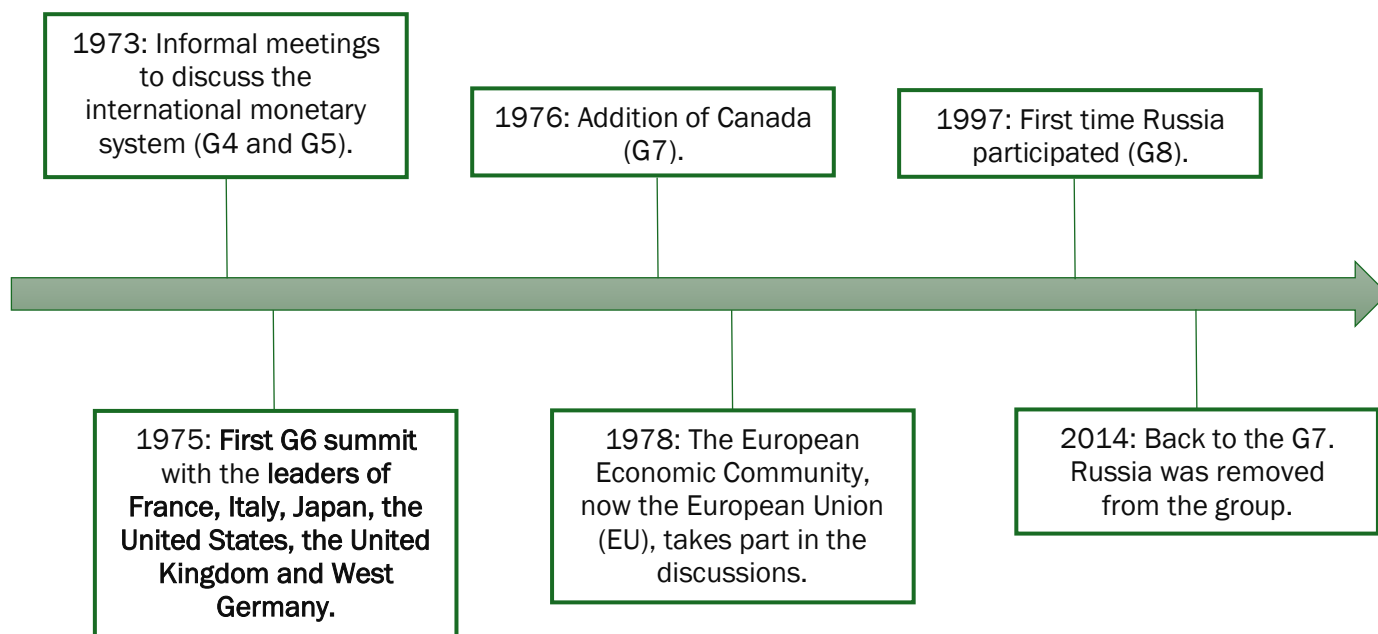 1973: Informal meetings
to discuss the
international monetary
system (G4 and G5).
1976: Addition of Canada
(G7).
1997: First time Russia
participated (G8).
1975: First G6 summit
with the leaders of
France, Italy, Japan, the
United States, the United
Kingdom and West
Germany.
1978: The European
Economic Community,
now the European Union
(EU), takes part in the
discussions.
2014: Back to the G7.
Russia was removed
from the group.